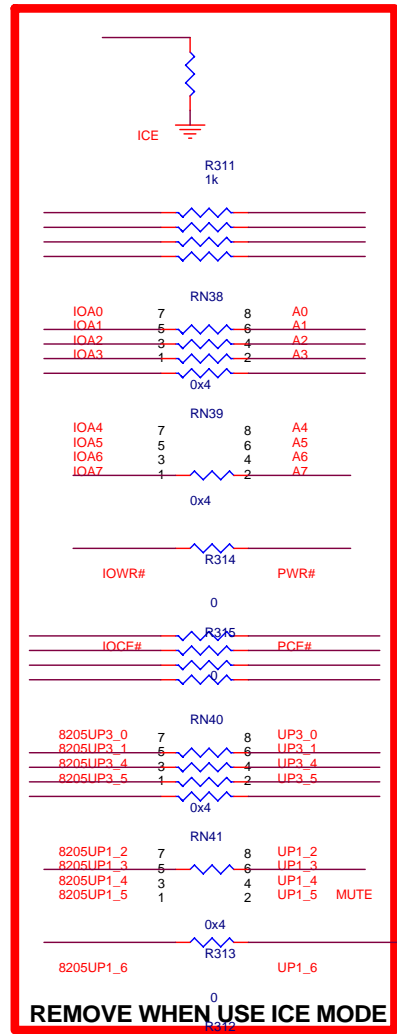 ICE
R311
1k
RN38
IOA0 7 8 A0
IOA1 5 6 A1
IOA2 3 4 A2
IOA3 1 2 A3
0x4
RN39
IOA4 7 8 A4
IOA5 5 6 A5
IOA6 3 4 A6
IOA7 1 2 A7
0x4
R314
IOWR# PWR#
0
R315
IOCE# PCE#
0
RN40
8205UP3_0 7 8 UP3_0
8205UP3_1 5 6 UP3_1
8205UP3_4 3 4 UP3_4
8205UP3_5 1 2 UP3_5
0x4
RN41
8205UP1_2 7 8 UP1_2
8205UP1_3 5 6 UP1_3
8205UP1_4 3 4 UP1_4
8205UP1_5 1 2 UP1_5 MUTE
0x4
R313
8205UP1_6 UP1_6
0
REMOVE WHEN USE ICE MODE
R312